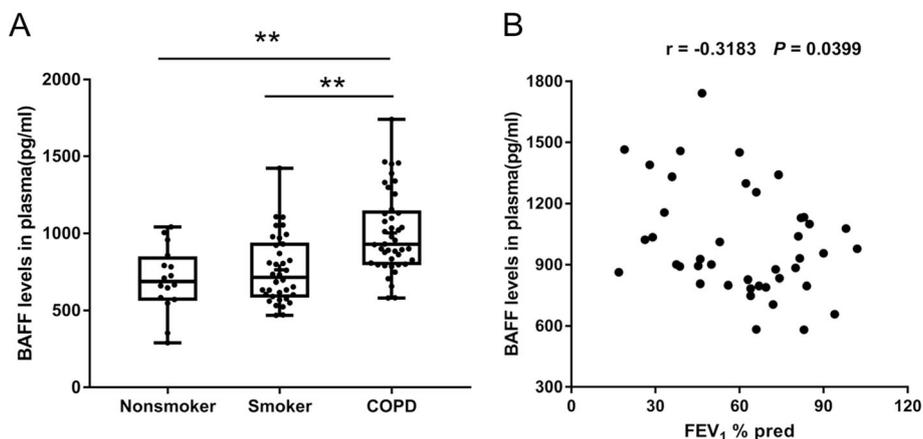 A
**
**
BAFF levels in plasma(pg/ml)
2000
1500
1000
500
0
Nonsmoker Smoker COPD
B
r = -0.3183 P = 0.0399
BAFF levels in plasma(pg/ml)
1800
1500
1200
900
600
300
0 30 60 90 120
FEV₁ % pred